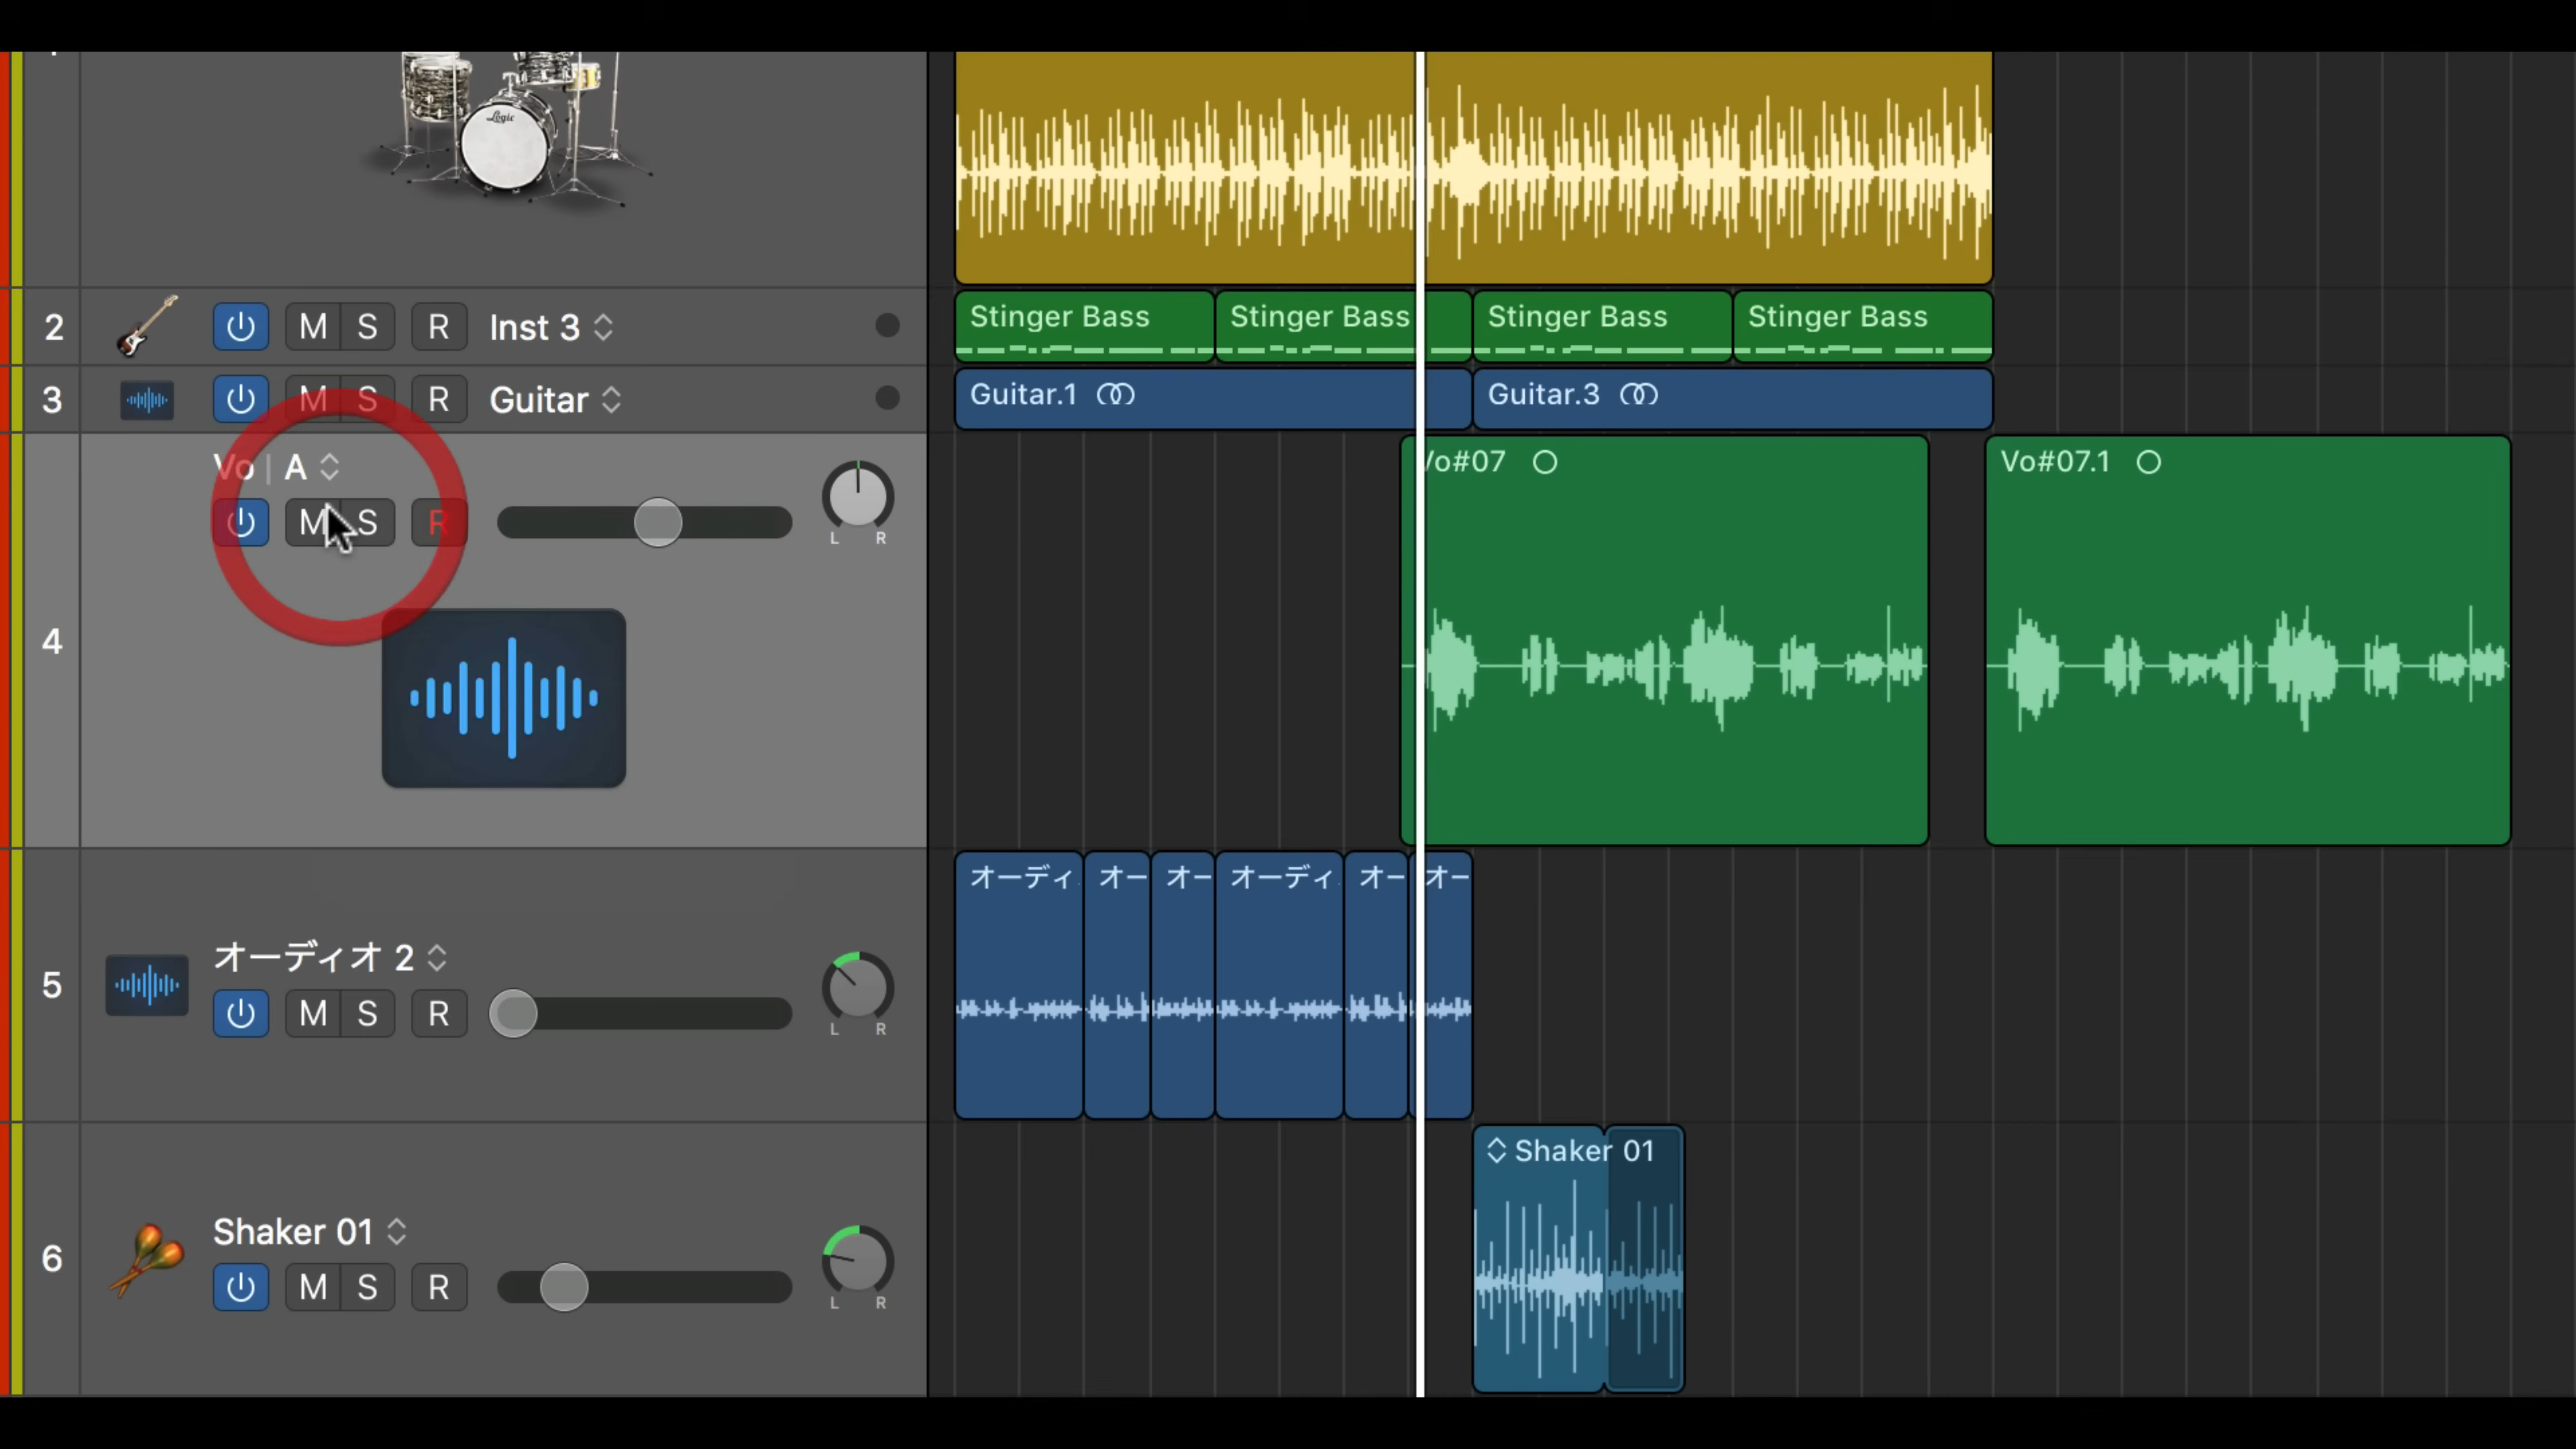 Logic
2 M S R Inst 3 Stinger Bass Stinger Bass Stinger Bass Stinger Bass
3 M S R Guitar Guitar.1 Guitar.3
Vo | A Vo#07 Vo#07.1
M S R L R
4
オーディ オー オー オーディ オー オー
オーディオ 2
5 M S R L R
Shaker 01
Shaker 01
6 M S R L R